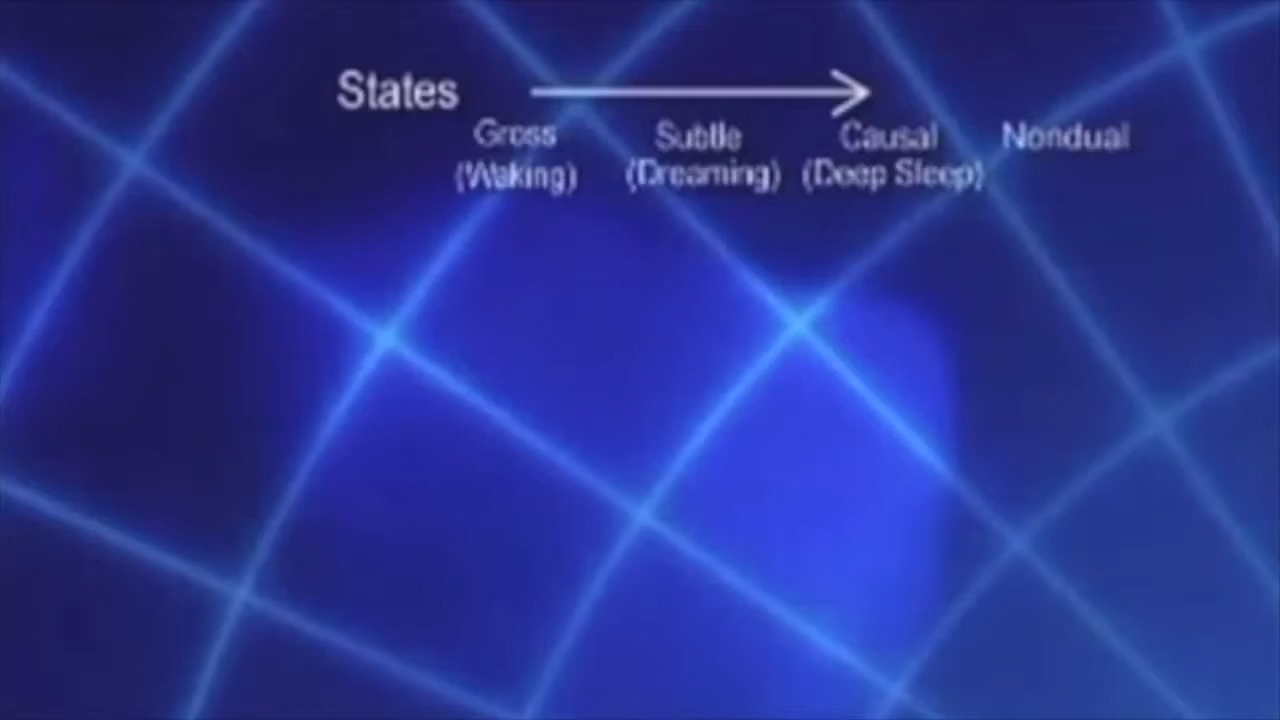 States
Gross Subtle Causal Nondual
(Waking) (Dreaming) (Deep Sleep)